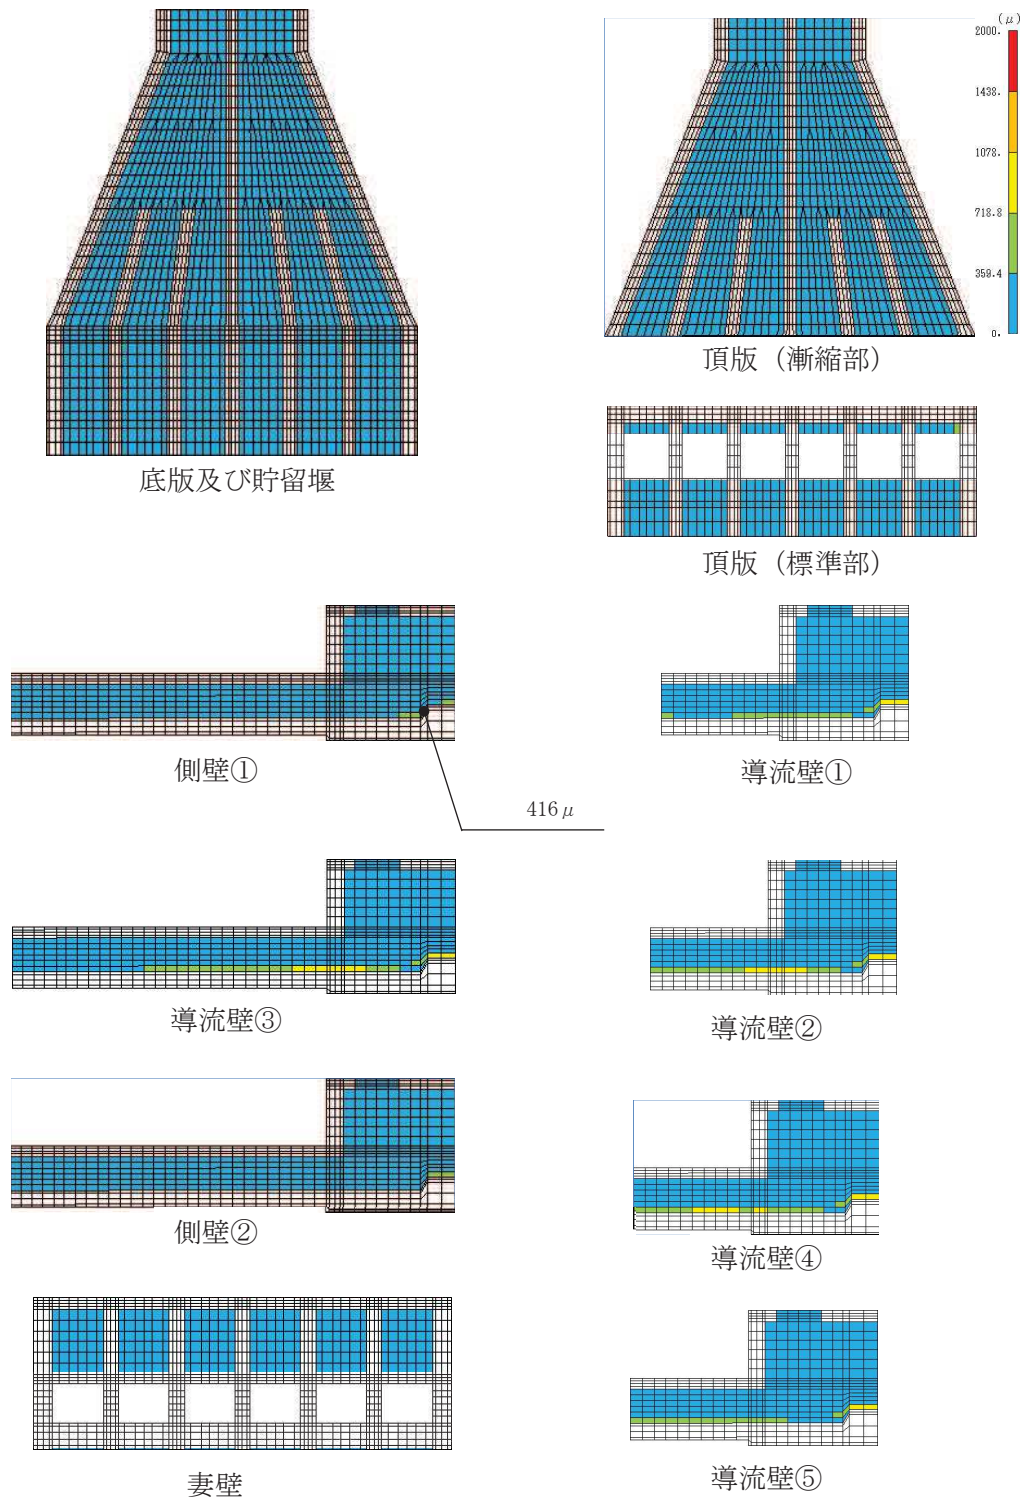 (μ)
2000.
1438.
1078.
718.8
359.4
0.
頂版（漸縮部）
底版及び貯留堰
頂版（標準部）
側壁①
導流壁①
416μ
導流壁③
導流壁②
側壁②
導流壁④
妻壁
導流壁⑤